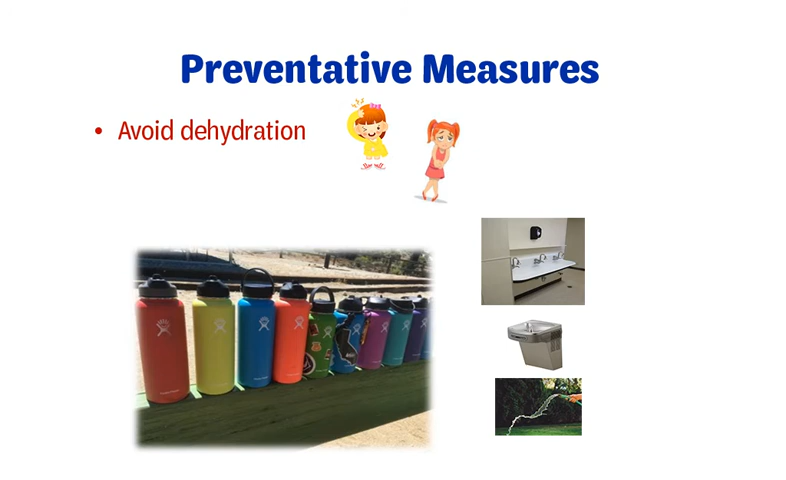 Preventative Measures
• Avoid dehydration